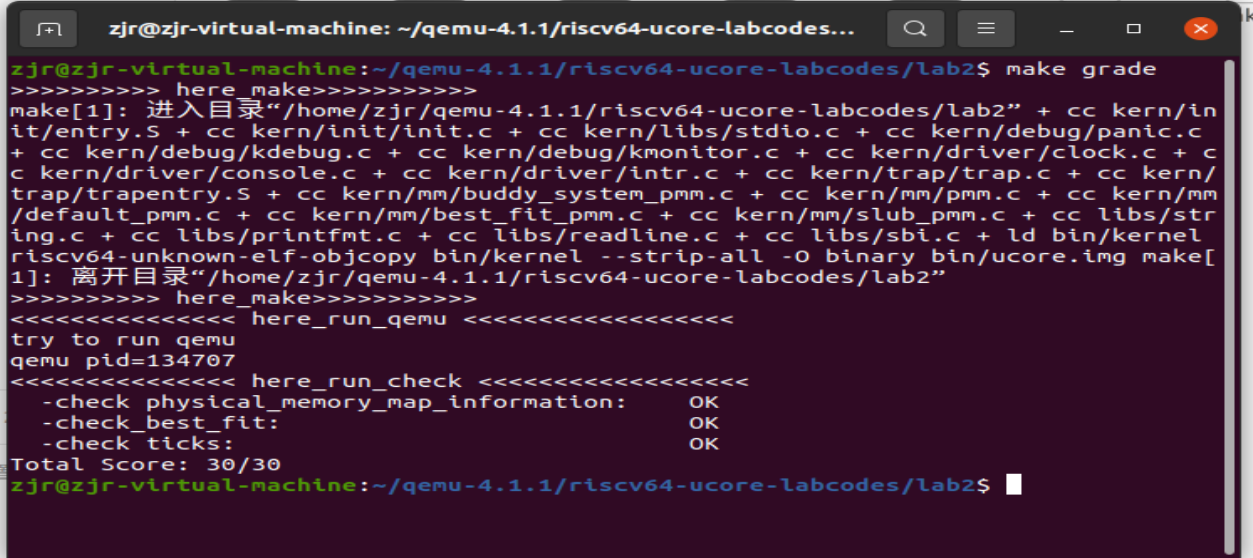 zjr@zjr-virtual-machine: ~/qemu-4.1.1/riscv64-ucore-labcodes...
zjr@zjr-virtual-machine:~/qemu-4.1.1/riscv64-ucore-labcodes/lab2$ make grade
>>>>>>>>>> here_make>>>>>>>>>>>
make[1]: 进入目录“/home/zjr/qemu-4.1.1/riscv64-ucore-labcodes/lab2” + cc kern/in
it/entry.S + cc kern/init/init.c + cc kern/libs/stdio.c + cc kern/debug/panic.c
+ cc kern/debug/kdebug.c + cc kern/debug/kmonitor.c + cc kern/driver/clock.c + c
c kern/driver/console.c + cc kern/driver/intr.c + cc kern/trap/trap.c + cc kern/
trap/trapentry.S + cc kern/mm/buddy_system_pmm.c + cc kern/mm/pmm.c + cc kern/mm
/default_pmm.c + cc kern/mm/best_fit_pmm.c + cc kern/mm/slub_pmm.c + cc libs/str
ing.c + cc libs/printfmt.c + cc libs/readline.c + cc libs/sbi.c + ld bin/kernel
riscv64-unknown-elf-objcopy bin/kernel --strip-all -O binary bin/ucore.img make[
1]: 离开目录“/home/zjr/qemu-4.1.1/riscv64-ucore-labcodes/lab2”
>>>>>>>>>> here_make>>>>>>>>>>>
<<<<<<<<<<<<<<< here_run_qemu <<<<<<<<<<<<<<<<<<
try to run qemu
qemu pid=134707
<<<<<<<<<<<<<<< here_run_check <<<<<<<<<<<<<<<<<<
-check physical_memory_map_information: OK
-check_best_fit: OK
-check ticks: OK
Total Score: 30/30
zjr@zjr-virtual-machine:~/qemu-4.1.1/riscv64-ucore-labcodes/lab2$